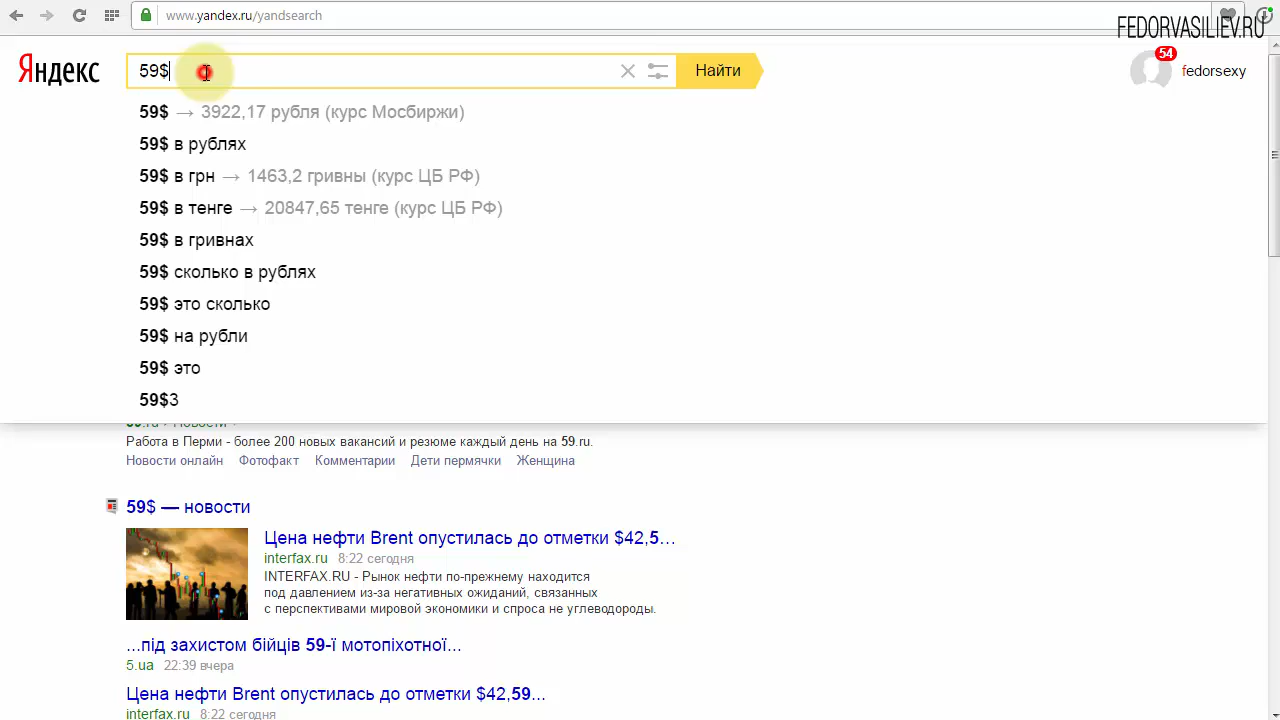 www.yandex.ru/yandsearch
FEDORVASILIEV.RU
Яндекс
59$
Найти
54
fedorsexy
59$ → 3922,17 рубля (курс Мосбиржи)
59$ в рублях
59$ в грн → 1463,2 гривны (курс ЦБ РФ)
59$ в тенге → 20847,65 тенге (курс ЦБ РФ)
59$ в гривнах
59$ сколько в рублях
59$ это сколько
59$ на рубли
59$ это
59$3
59.ru › Новости
Работа в Перми - более 200 новых вакансий и резюме каждый день на 59.ru.
Новости онлайн Фотофакт Комментарии Дети пермячки Женщина
59$ — новости
Цена нефти Brent опустилась до отметки $42,5…
interfax.ru 8:22 сегодня
INTERFAX.RU - Рынок нефти по-прежнему находится
под давлением из-за негативных ожиданий, связанных
с перспективами мировой экономики и спроса не углеводороды.
...під захистом бійців 59-ї мотопіхотної...
5.ua 22:39 вчера
Цена нефти Brent опустилась до отметки $42,59...
interfax.ru 8:22 сегодня